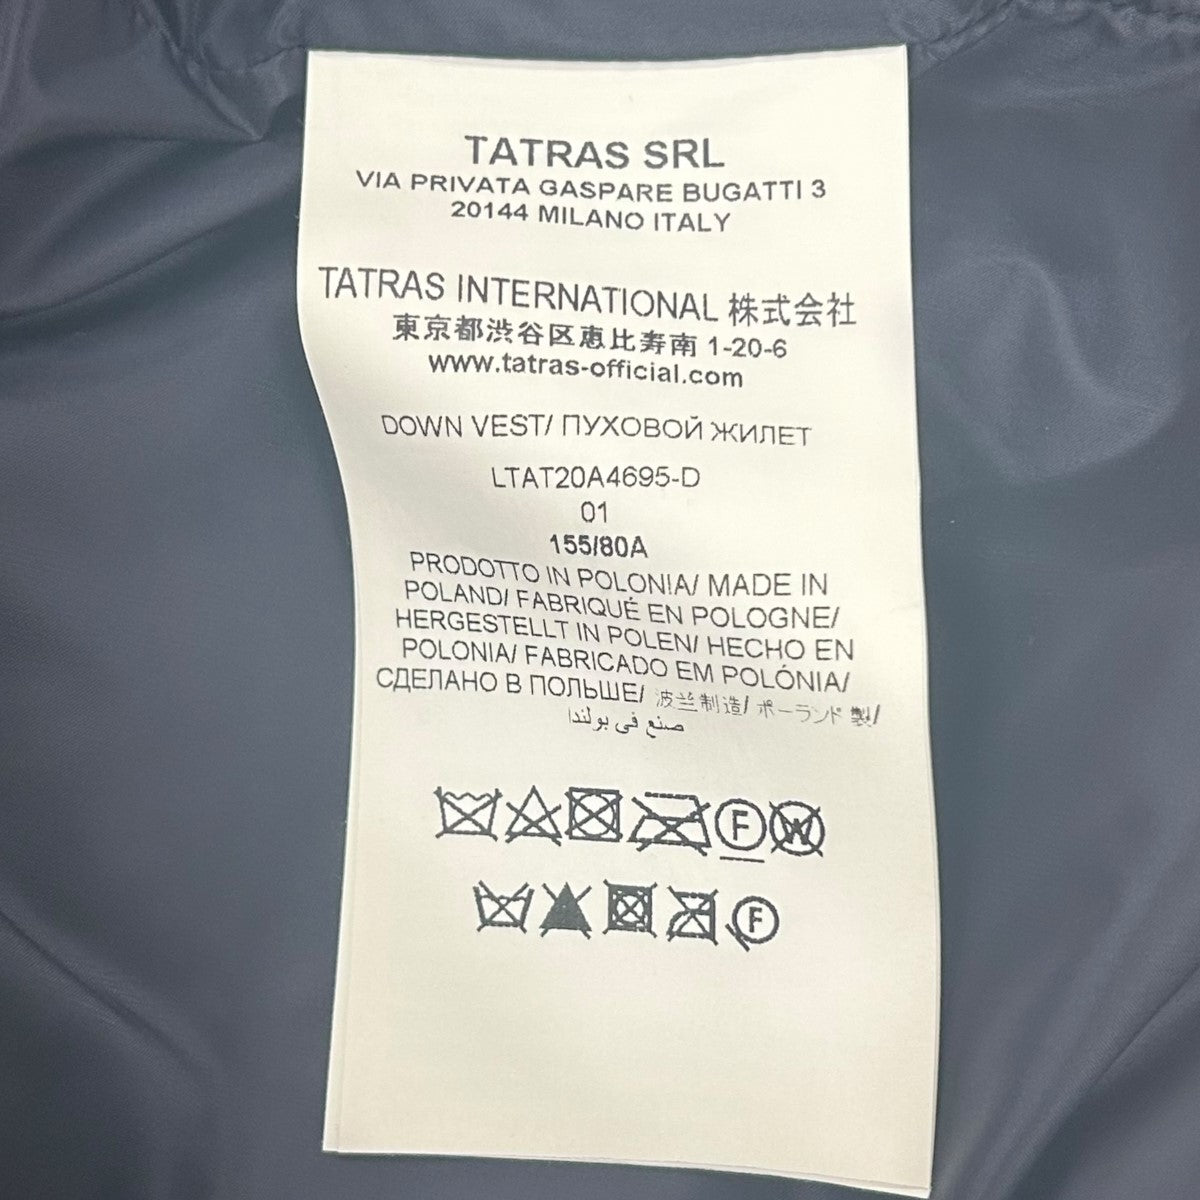 TATRAS SRL
VIA PRIVATA GASPARE BUGATTI 3
20144 MILANO ITALY
TATRAS INTERNATIONAL 株式会社
東京都渋谷区恵比寿南 1-20-6
www.tatras-official.com
DOWN VEST/ ПУХОВОЙ ЖИЛЕТ
LTAT20A4695-D
01
155/80A
PRODOTTO IN POLONIA/ MADE IN
POLAND/ FABRIQUÉ EN POLOGNE/
HERGESTELLT IN POLEN/ HECHO EN
POLONIA/ FABRICADO EM POLÓNIA/
СДЕЛАНО В ПОЛЬШЕ/ 波兰制造/ ポーランド 製/
صنع في بولندا
F W
F